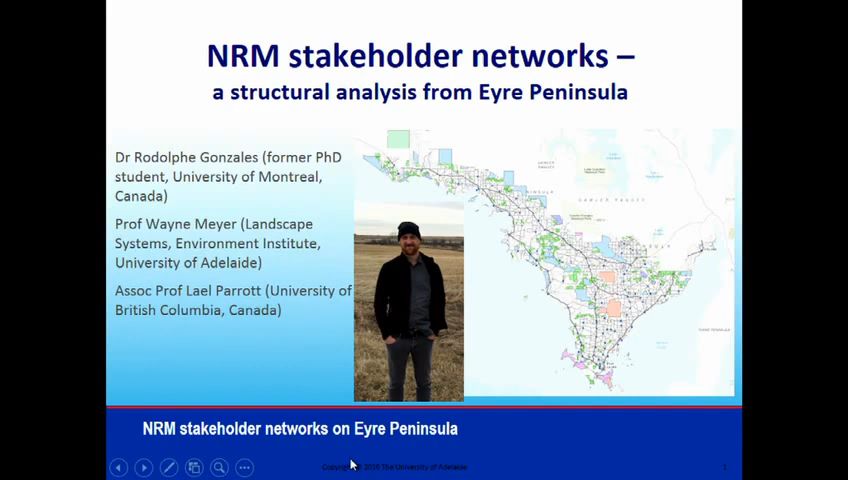 NRM stakeholder networks –
a structural analysis from Eyre Peninsula
Dr Rodolphe Gonzales (former PhD
student, University of Montreal,
Canada)
Prof Wayne Meyer (Landscape
Systems, Environment Institute,
University of Adelaide)
Assoc Prof Lael Parrott (University of
British Columbia, Canada)
NRM stakeholder networks on Eyre Peninsula
The University of Adelaide
1